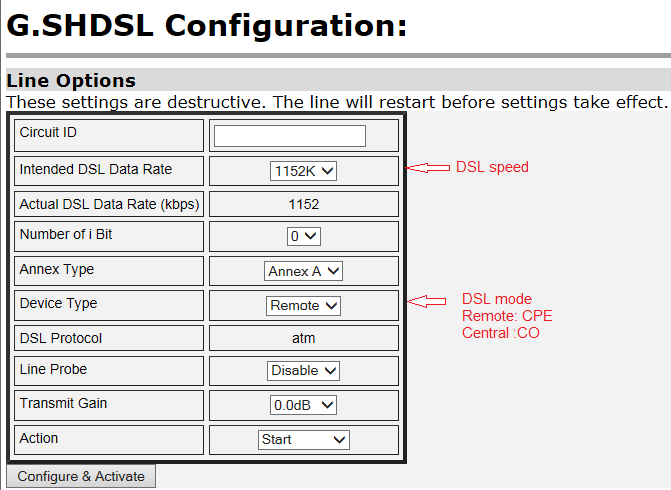 G.SHDSL Configuration:
Line Options
These settings are destructive. The line will restart before settings take effect.
Circuit ID
Intended DSL Data Rate 1152K DSL speed
Actual DSL Data Rate (kbps) 1152
Number of i Bit 0
Annex Type Annex A
Device Type Remote DSL mode
Remote: CPE
Central :CO
DSL Protocol atm
Line Probe Disable
Transmit Gain 0.0dB
Action Start
Configure & Activate